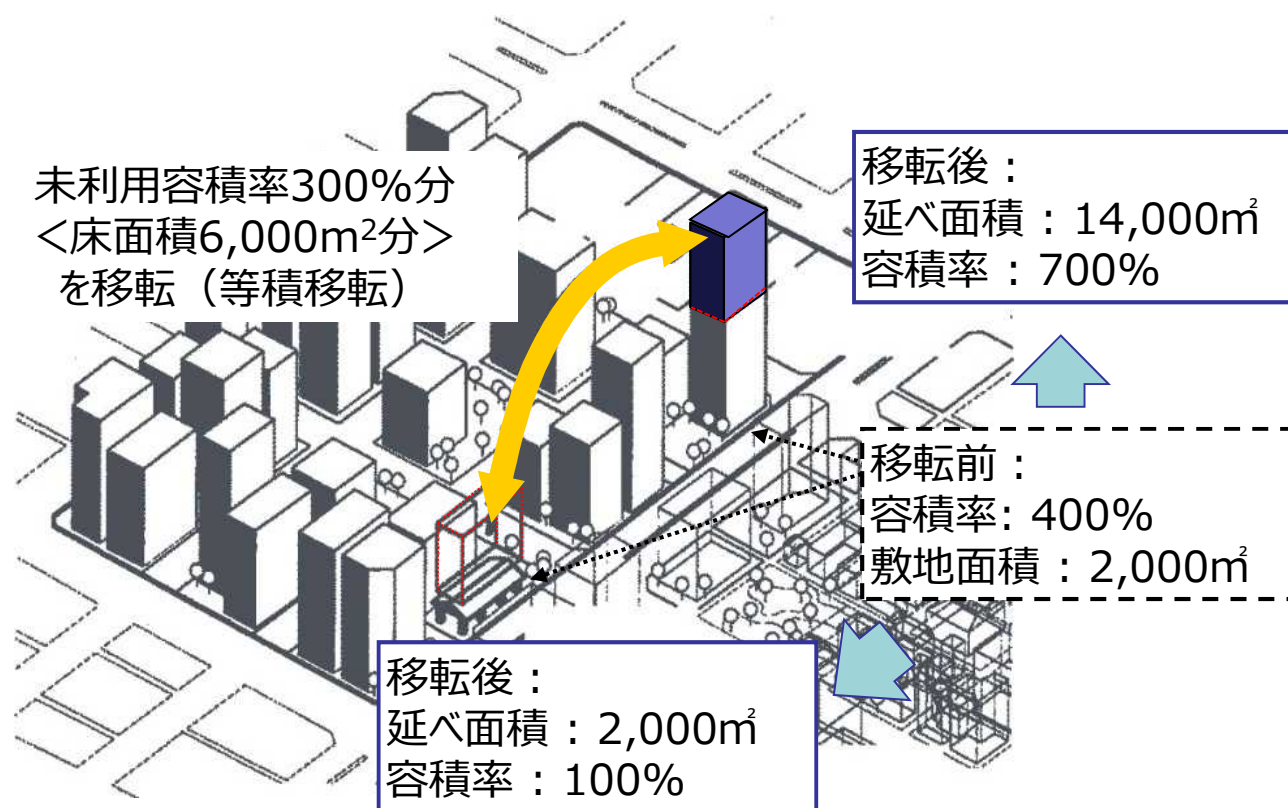 未利用容積率300%分
＜床面積6,000m²分＞
を移転（等積移転）
移転後：
延べ面積：14,000㎡
容積率：700%
移転前：
容積率: 400%
敷地面積：2,000㎡
移転後：
延べ面積：2,000㎡
容積率：100%